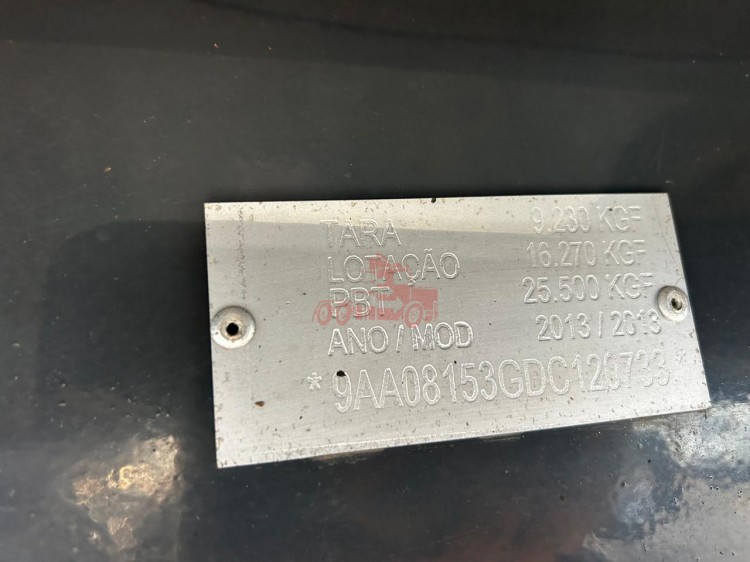 TARA 9.230 KGF
LOTAÇÃO 16.270 KGF
PBT 25.500 KGF
ANO / MOD 2013 / 2013
* 9AA08153GDC120733 *